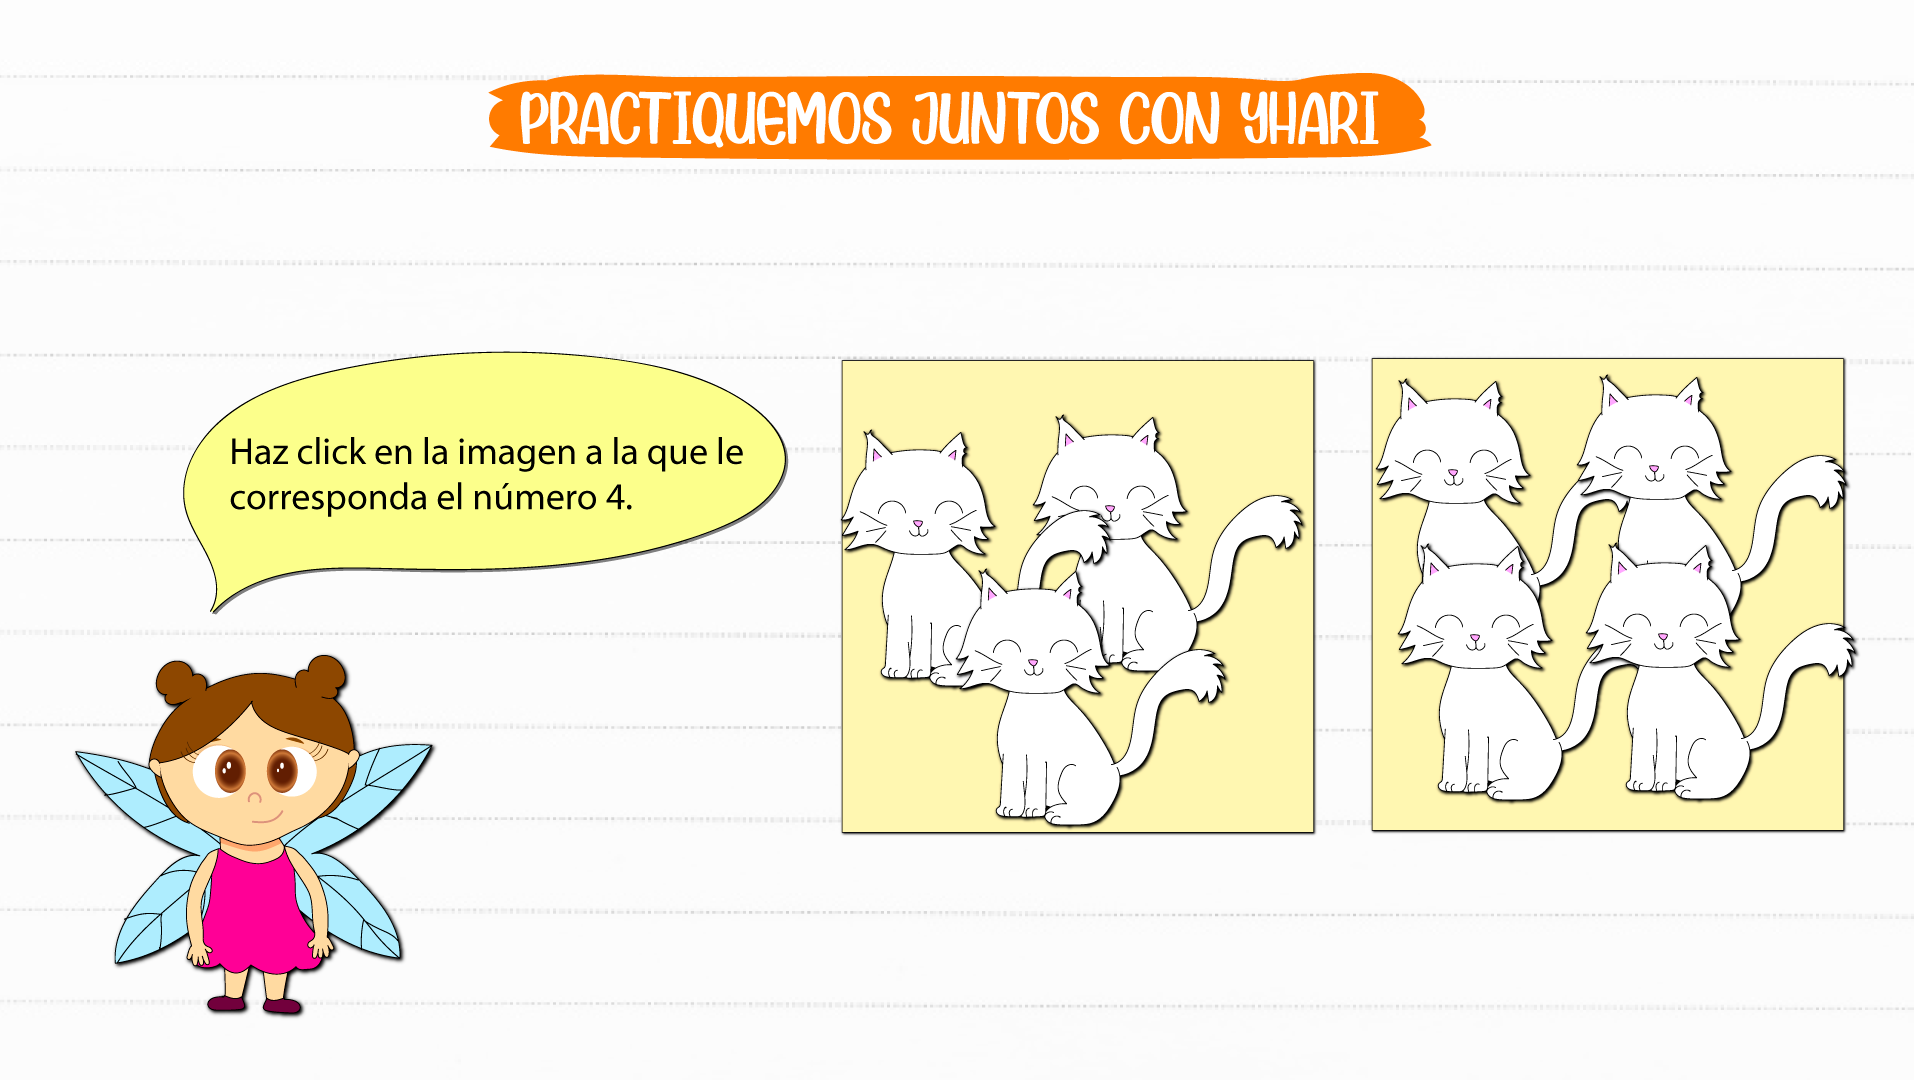 PRACTIQUEMOS JUNTOS CON YHARI
Haz click en la imagen a la que le
corresponda el número 4.